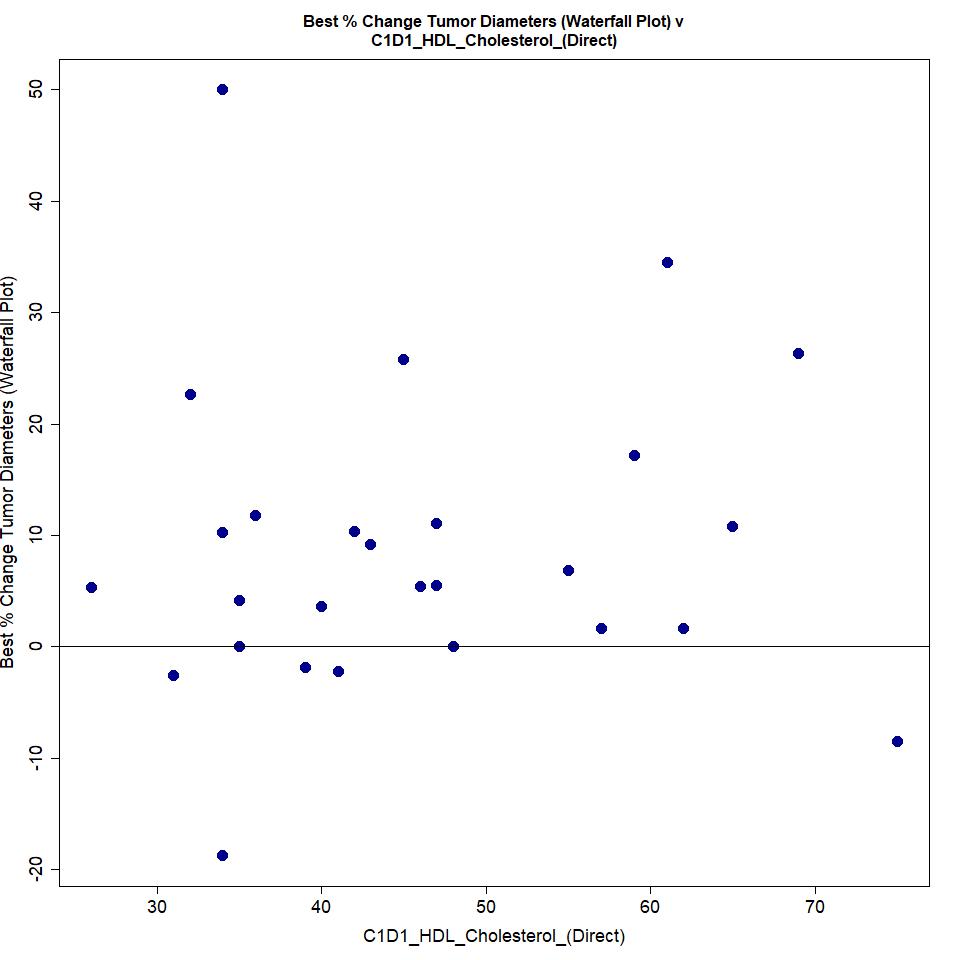 Best % Change Tumor Diameters (Waterfall Plot) v
C1D1_HDL_Cholesterol_(Direct)
Best % Change Tumor Diameters (Waterfall Plot)
50
40
30
20
10
0
-10
-20
30 40 50 60 70
C1D1_HDL_Cholesterol_(Direct)